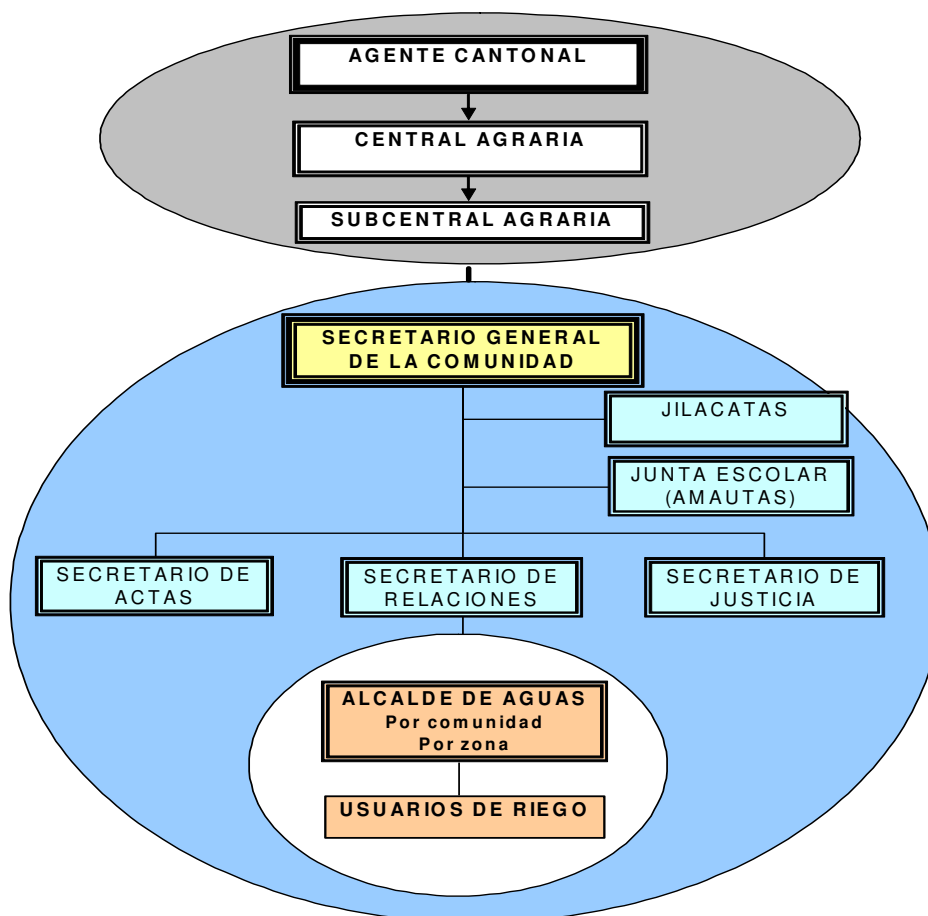 AGENTE CANTONAL
CENTRAL AGRARIA
SUBCENTRAL AGRARIA
SECRETARIO GENERAL
DE LA COMUNIDAD
JILACATAS
JUNTA ESCOLAR
(AMAUTAS)
SECRETARIO DE
ACTAS
SECRETARIO DE
RELACIONES
SECRETARIO DE
JUSTICIA
ALCALDE DE AGUAS
Por comunidad
Por zona
USUARIOS DE RIEGO